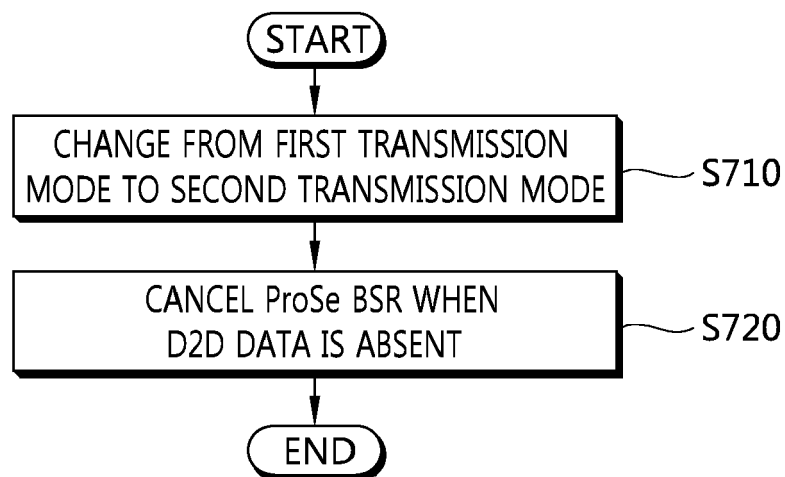 START
CHANGE FROM FIRST TRANSMISSION
MODE TO SECOND TRANSMISSION MODE
S710
CANCEL ProSe BSR WHEN
D2D DATA IS ABSENT
S720
END